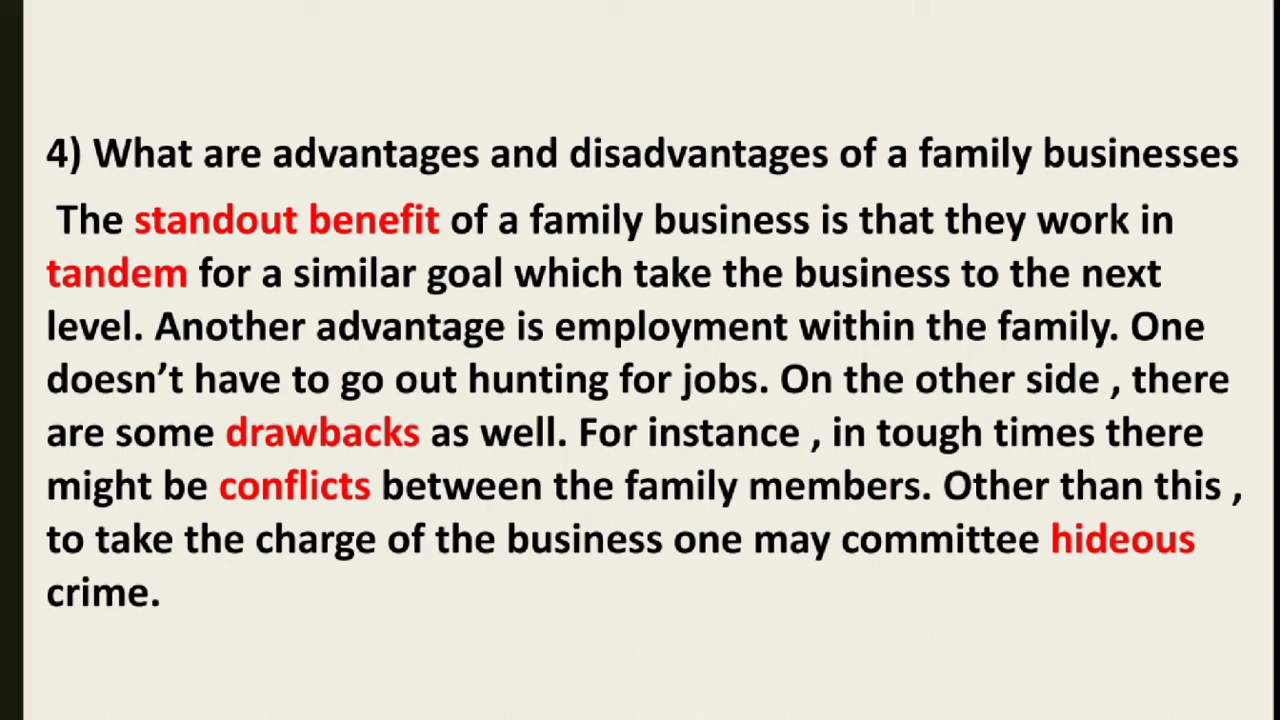 4) What are advantages and disadvantages of a family businesses
The standout benefit of a family business is that they work in
tandem for a similar goal which take the business to the next
level. Another advantage is employment within the family. One
doesn’t have to go out hunting for jobs. On the other side , there
are some drawbacks as well. For instance , in tough times there
might be conflicts between the family members. Other than this ,
to take the charge of the business one may committee hideous
crime.